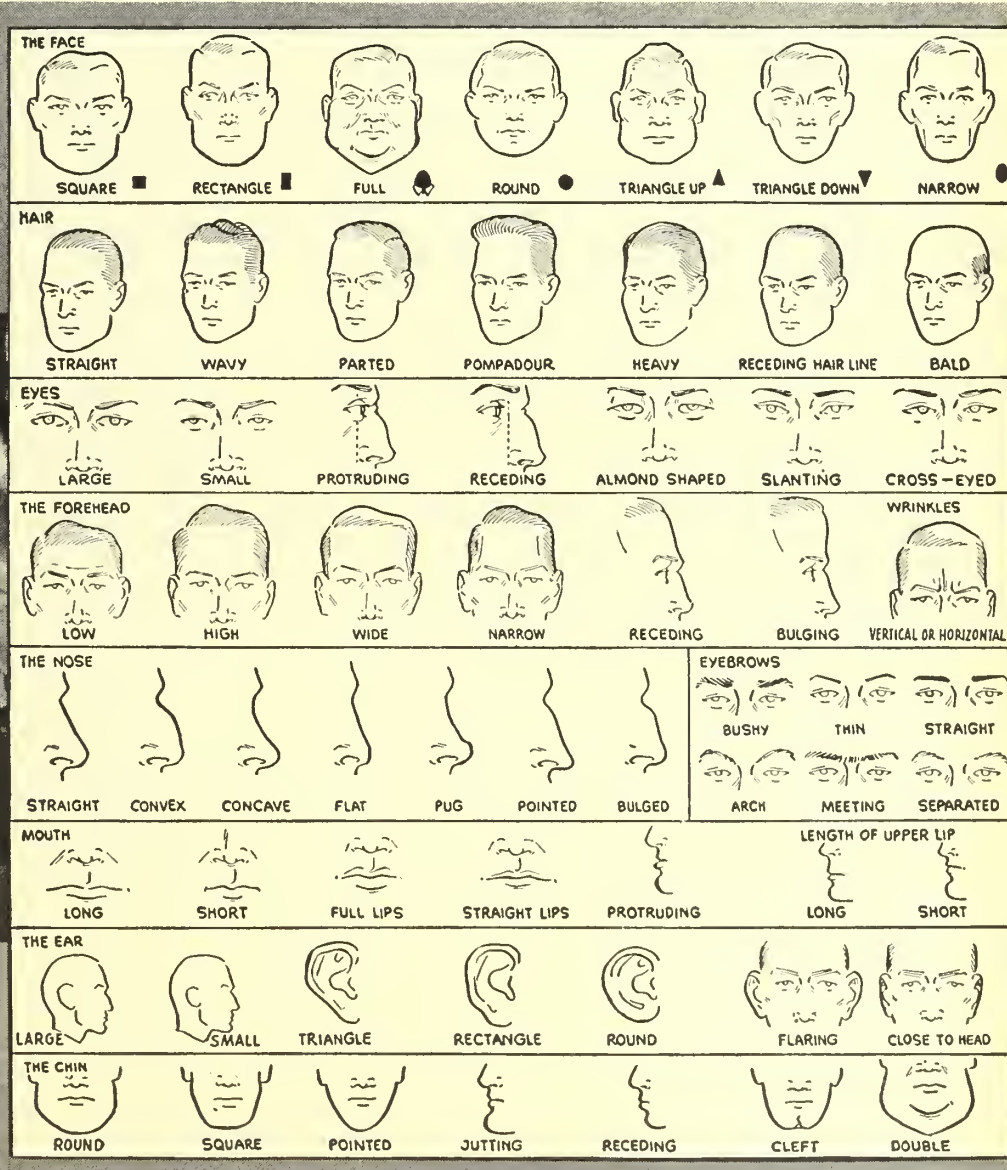 THE FACE
SQUARE RECTANGLE FULL ROUND TRIANGLE UP TRIANGLE DOWN NARROW
HAIR
STRAIGHT WAVY PARTED POMPADOUR HEAVY RECEDING HAIR LINE BALD
EYES
LARGE SMALL PROTRUDING RECEDING ALMOND SHAPED SLANTING CROSS-EYED
THE FOREHEAD WRINKLES
LOW HIGH WIDE NARROW RECEDING BULGING VERTICAL OR HORIZONTAL
THE NOSE
STRAIGHT CONVEX CONCAVE FLAT PUG POINTED BULGED
EYEBROWS
BUSHY THIN STRAIGHT
ARCH MEETING SEPARATED
MOUTH LENGTH OF UPPER LIP
LONG SHORT FULL LIPS STRAIGHT LIPS PROTRUDING LONG SHORT
THE EAR
LARGE SMALL TRIANGLE RECTANGLE ROUND FLARING CLOSE TO HEAD
THE CHIN
ROUND SQUARE POINTED JUTTING RECEDING CLEFT DOUBLE